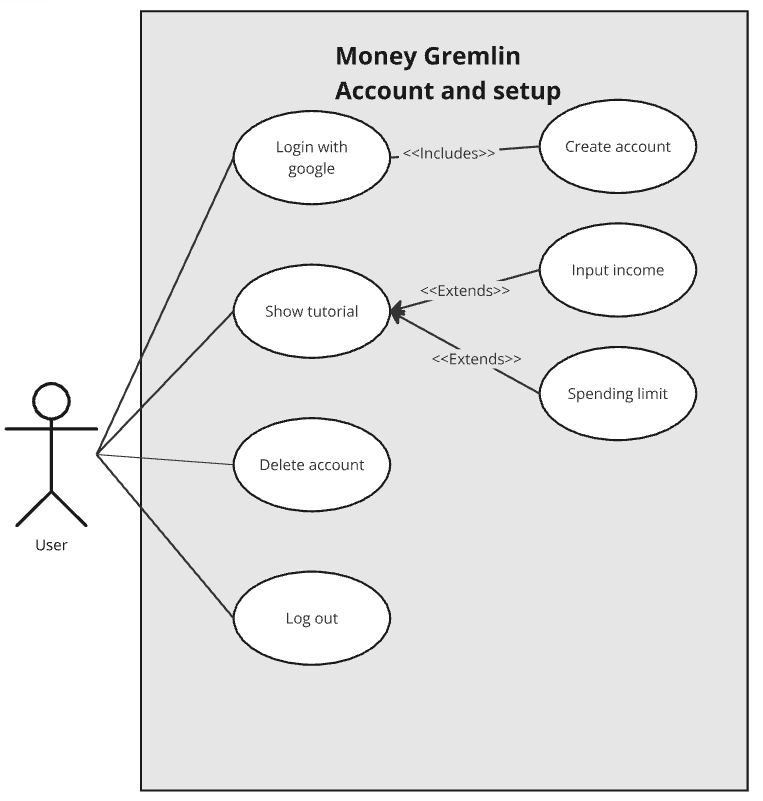 Money Gremlin
Account and setup
Login with
google
<<Includes>>
Create account
Input income
<<Extends>>
Show tutorial
<<Extends>>
Spending limit
Delete account
User
Log out